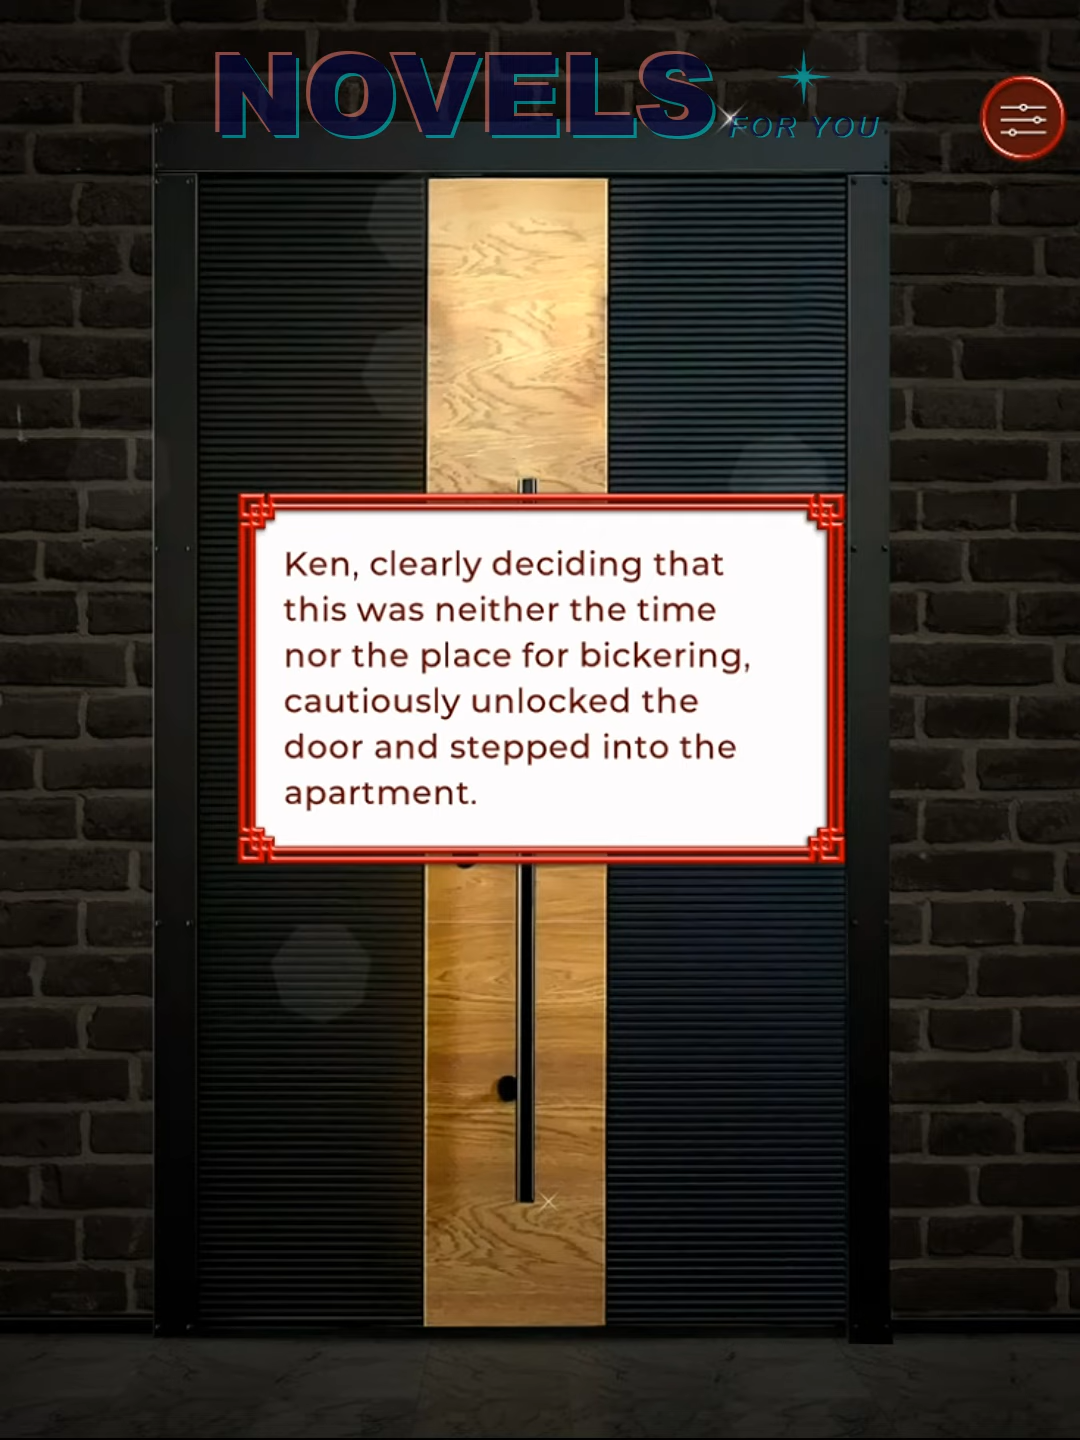 NOVELS
FOR YOU
Ken, clearly deciding that
this was neither the time
nor the place for bickering,
cautiously unlocked the
door and stepped into the
apartment.